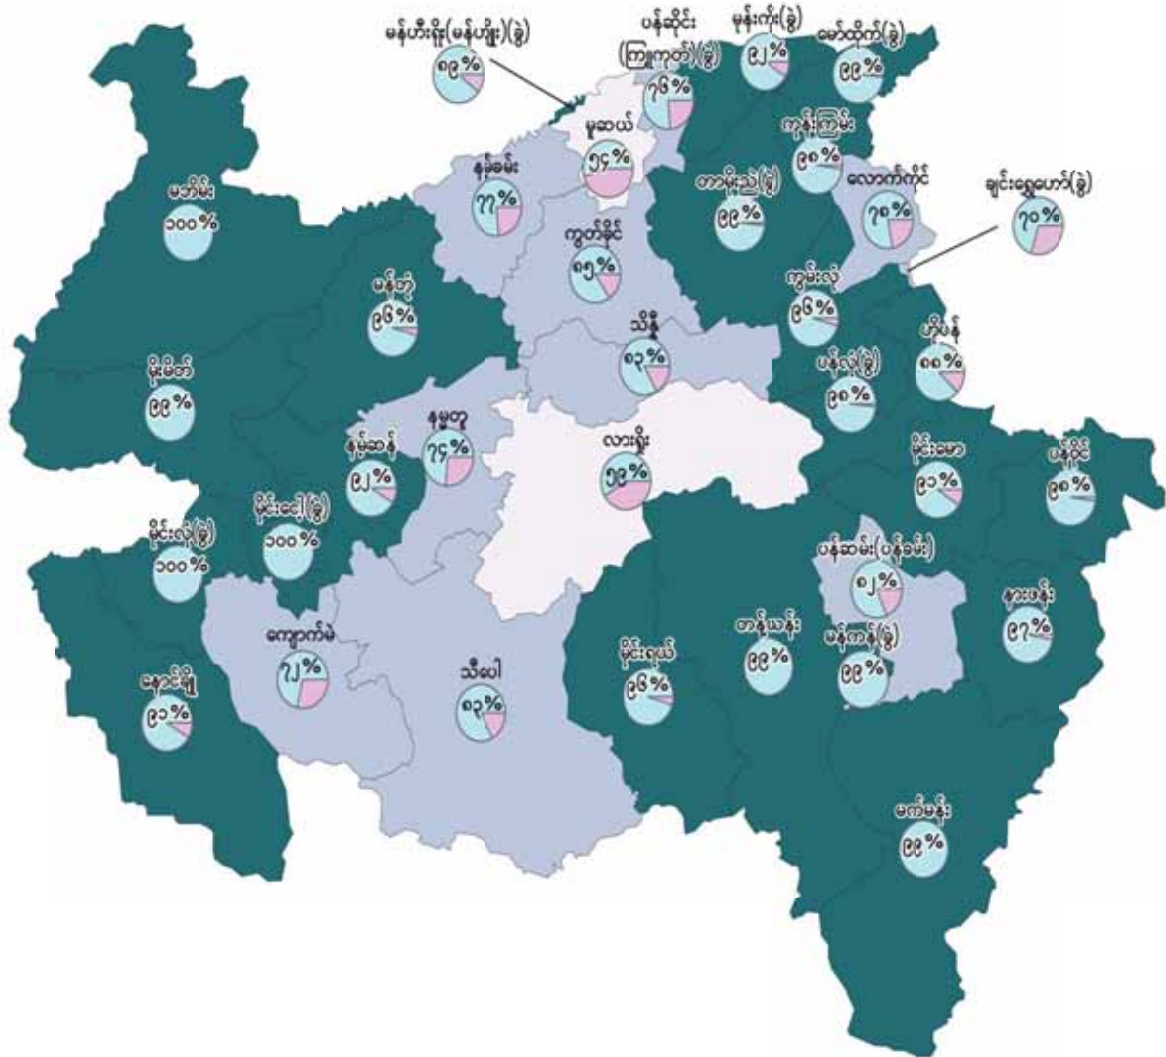 မန်ဟီးရိုး(မန်ဟျိုး)(ခွဲ)
၈၉%
ပန်ဆိုင်း
(ကြူကုတ်)(ခွဲ)
၇၆%
မုန်းကိုး(ခွဲ)
၉၂%
မော်ထိုက်(ခွဲ)
၉၉%
မူဆယ်
၅၄%
နမ့်ခမ်း
၇၇%
ကွတ်ခိုင်
၈၅%
တာမိုးညဲ(ခွဲ)
၉၉%
ကုန်းကြမ်း
၉၈%
လောက်ကိုင်
၇၈%
ချင်းရွှေဟော်(ခွဲ)
၇၀%
မဘိမ်း
၁၀၀%
မန်တုံ
၉၆%
သိန္နီ
၈၃%
ကွမ်းလုံ
၉၆%
ဟိုပန်
၈၈%
ပန်လုံ(ခွဲ)
၉၈%
မိုးမိတ်
၉၉%
နမ္မတူ
၇၄%
နမ့်ဆန်
၉၂%
လားရှိုး
၅၉%
မိုင်းမော
၉၁%
ပန်ဝိုင်
၉၈%
မိုင်းငေါ့(ခွဲ)
၁၀၀%
မိုင်းလုံ(ခွဲ)
၁၀၀%
ပန်ဆမ်း(ပန်ခမ်း)
၈၂%
နားဖန်း
၉၇%
ကျောက်မဲ
၇၂%
သီပေါ
၈၃%
မိုင်းရယ်
၉၆%
တန့်ယန်း
၉၉%
မန်ကန်(ခွဲ)
၉၉%
နောင်ချို
၉၁%
မက်မန်း
၉၉%